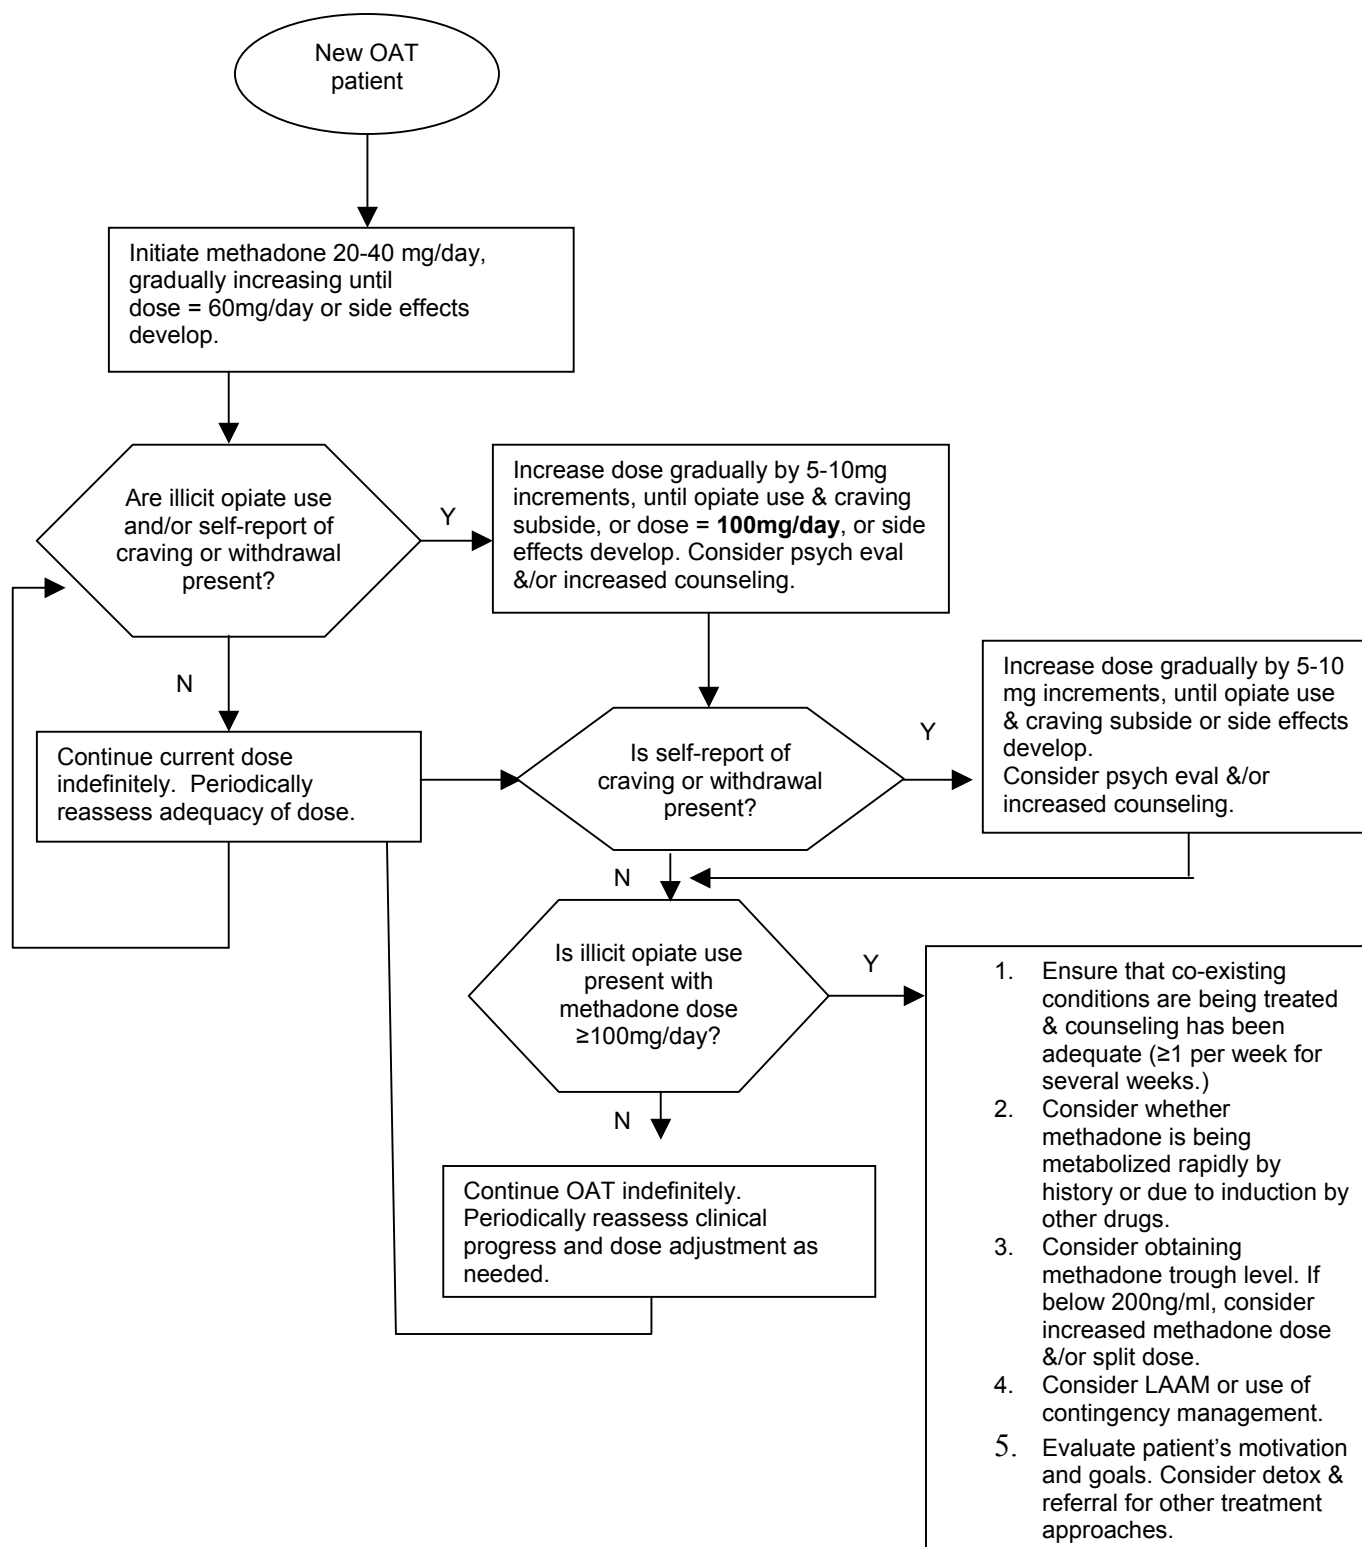 New OAT
patient
Initiate methadone 20-40 mg/day,
gradually increasing until
dose = 60mg/day or side effects
develop.
Are illicit opiate use
and/or self-report of
craving or withdrawal
present?
Y
Increase dose gradually by 5-10mg
increments, until opiate use & craving
subside, or dose = 100mg/day, or side
effects develop. Consider psych eval
&/or increased counseling.
N
Continue current dose
indefinitely.  Periodically
reassess adequacy of dose.
Is self-report of
craving or withdrawal
present?
Y
Increase dose gradually by 5-10
mg increments, until opiate use
& craving subside or side effects
develop.
Consider psych eval &/or
increased counseling.
N
Is illicit opiate use
present with
methadone dose
≥100mg/day?
Y
1. Ensure that co-existing
conditions are being treated
& counseling has been
adequate (≥1 per week for
several weeks.)
2. Consider whether
methadone is being
metabolized rapidly by
history or due to induction by
other drugs.
3. Consider obtaining
methadone trough level. If
below 200ng/ml, consider
increased methadone dose
&/or split dose.
4. Consider LAAM or use of
contingency management.
5. Evaluate patient’s motivation
and goals. Consider detox &
referral for other treatment
approaches.
N
Continue OAT indefinitely.
Periodically reassess clinical
progress and dose adjustment as
needed.